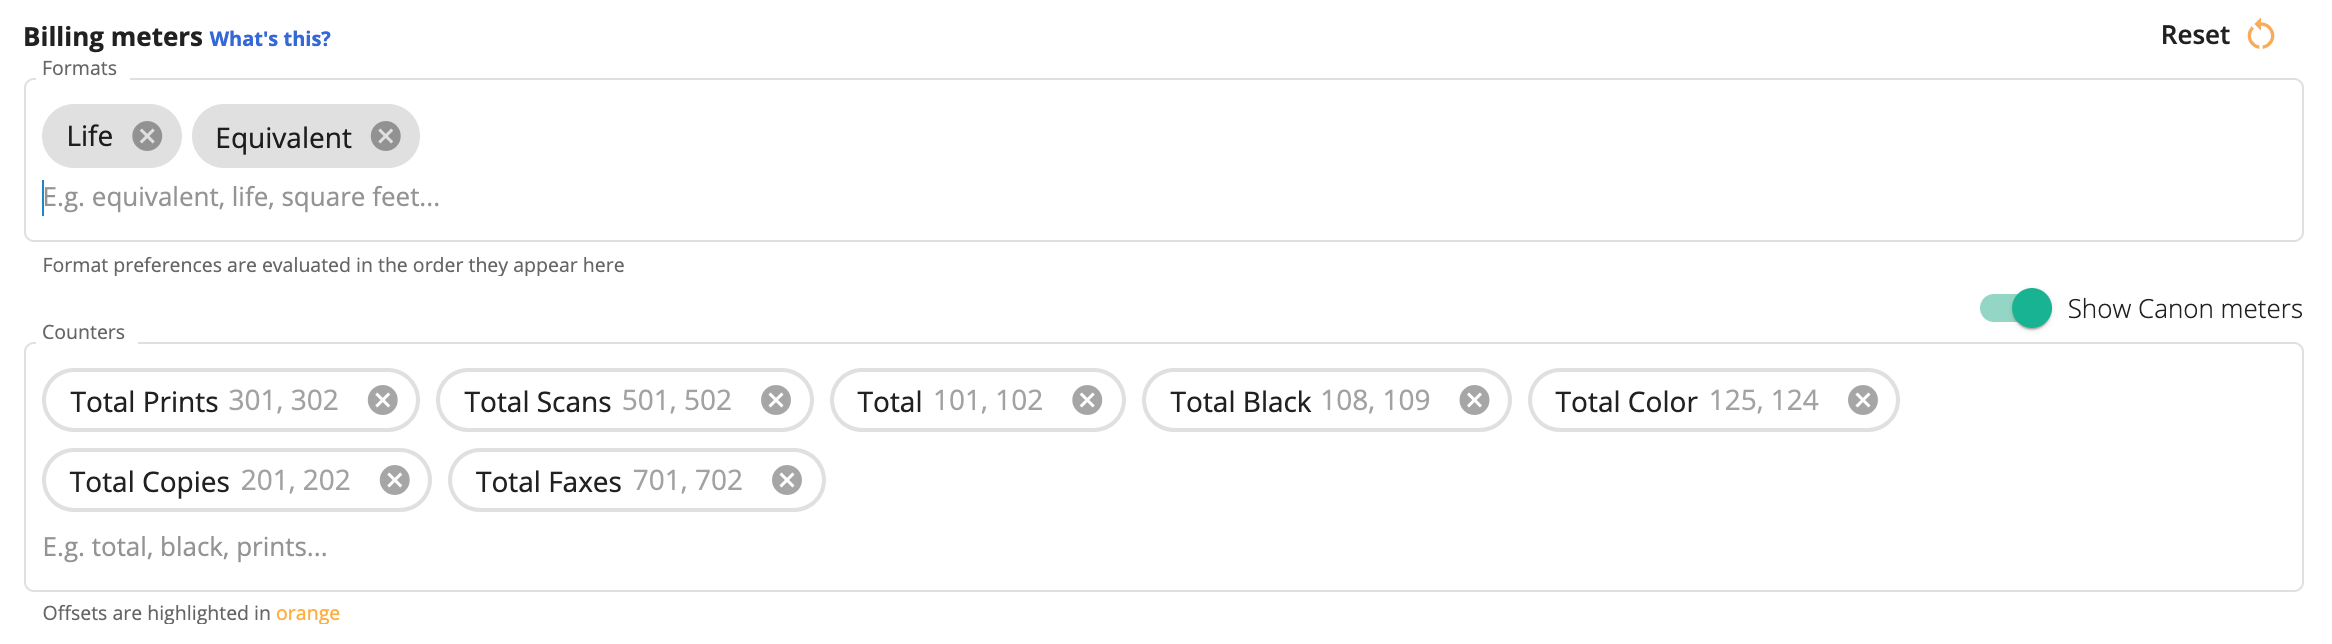 Billing meters What's this?
Reset
Formats
Life
Equivalent
E.g. equivalent, life, square feet...
Format preferences are evaluated in the order they appear here
Show Canon meters
Counters
Total Prints 301, 302
Total Scans 501, 502
Total 101, 102
Total Black 108, 109
Total Color 125, 124
Total Copies 201, 202
Total Faxes 701, 702
E.g. total, black, prints...
Offsets are highlighted in orange